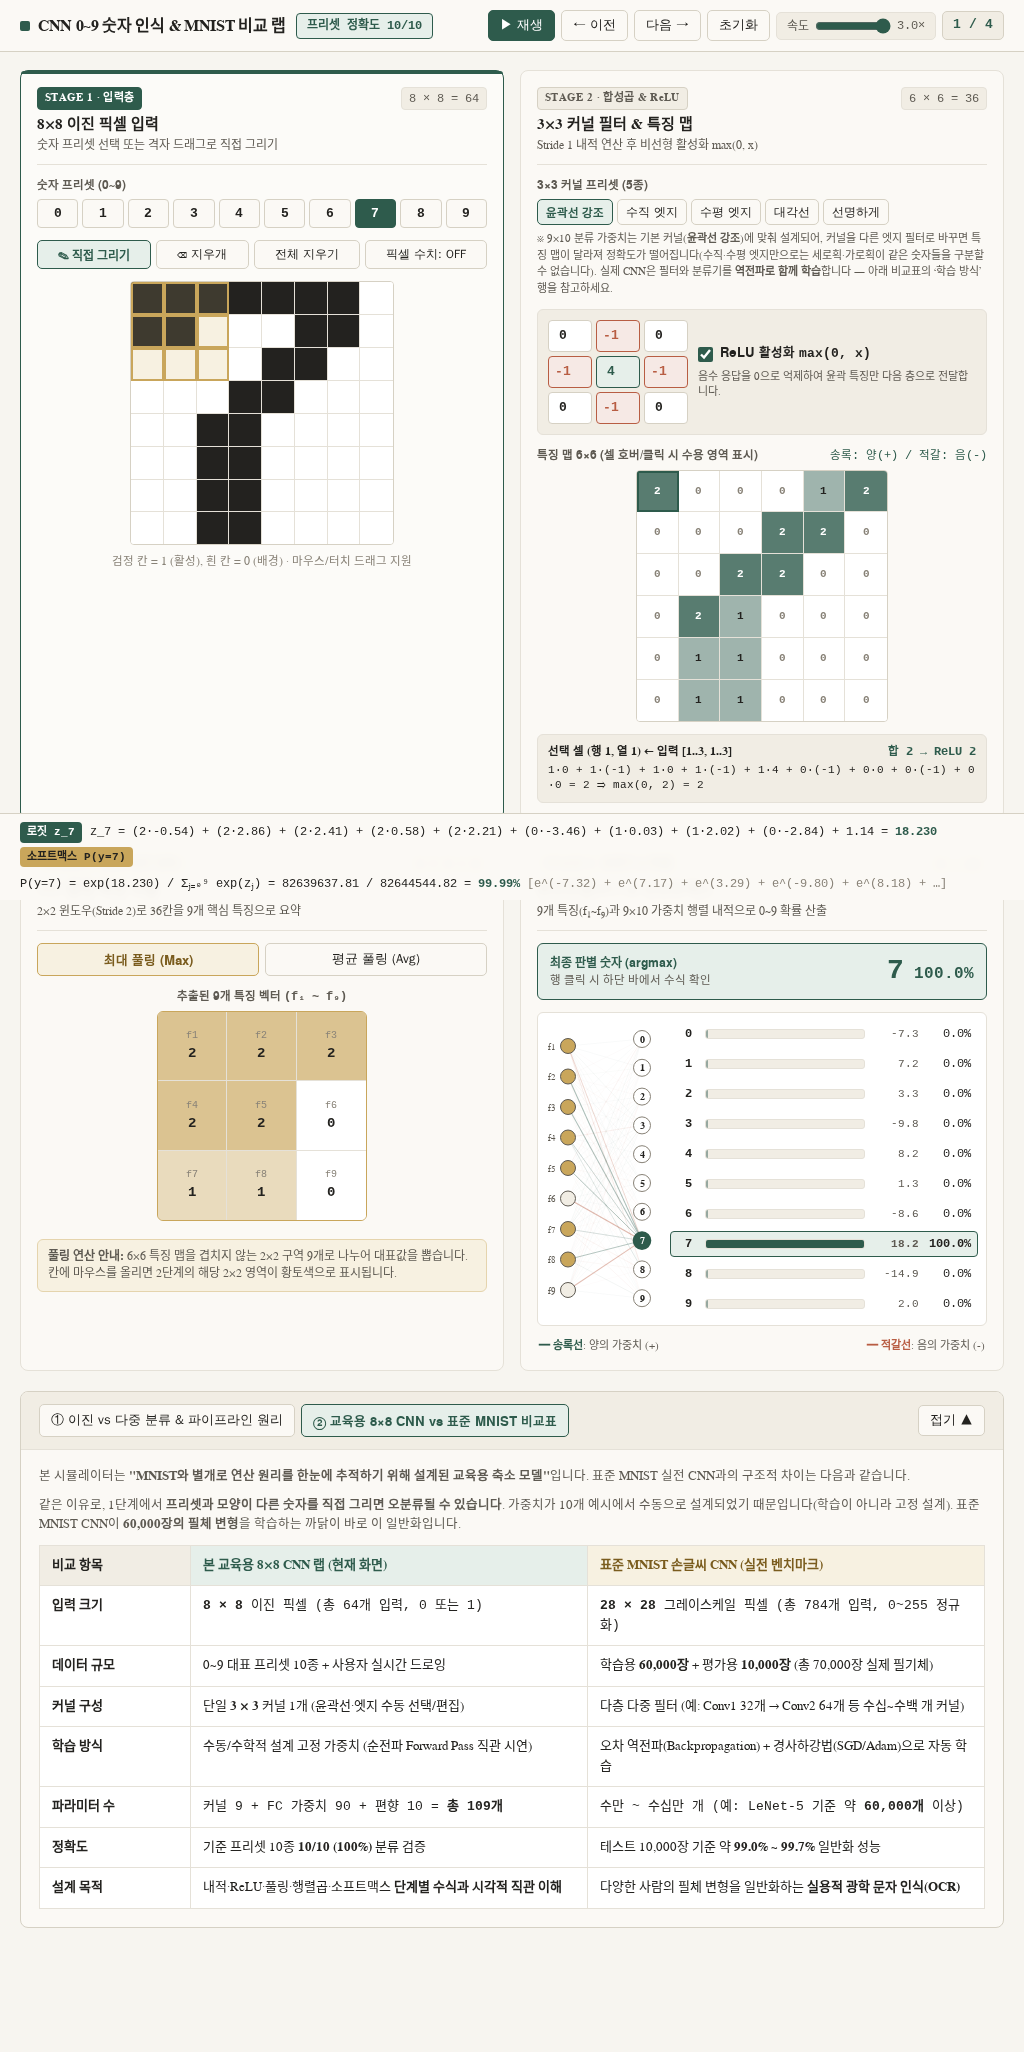 CNN 0~9 숫자 인식 & MNIST 비교 랩
프리셋 정확도 10/10
▶ 재생
← 이전
다음 →
초기화
속도 3.0×
1 / 4
STAGE 1 · 입력층
8 × 8 = 64
8×8 이진 픽셀 입력
숫자 프리셋 선택 또는 격자 드래그로 직접 그리기
숫자 프리셋 (0~9)
0 1 2 3 4 5 6 7 8 9
✎ 직접 그리기
⌫ 지우개
전체 지우기
픽셀 수치: OFF
검정 칸 = 1 (활성), 흰 칸 = 0 (배경) · 마우스/터치 드래그 지원
STAGE 2 · 합성곱 & ReLU
6 × 6 = 36
3×3 커널 필터 & 특징 맵
Stride 1 내적 연산 후 비선형 활성화 max(0, x)
3×3 커널 프리셋 (5종)
윤곽선 강조
수직 엣지
수평 엣지
대각선
선명하게
※ 9×10 분류 가중치는 기본 커널(윤곽선 강조)에 맞춰 설계되어, 커널을 다른 엣지 필터로 바꾸면 특
징 맵이 달라져 정확도가 떨어집니다(수직·수평 엣지만으로는 세로획·가로획이 같은 숫자들을 구분할
수 없습니다). 실제 CNN은 필터와 분류기를 역전파로 함께 학습합니다 — 아래 비교표의 '학습 방식'
행을 참고하세요.
0 -1 0
-1 4 -1
0 -1 0
ReLU 활성화 max(0, x)
음수 응답을 0으로 억제하여 윤곽 특징만 다음 층으로 전달합
니다.
특징 맵 6×6 (셀 호버/클릭 시 수용 영역 표시)
송록: 양(+) / 적갈: 음(-)
2 0 0 0 1 2
0 0 0 2 2 0
0 0 2 2 0 0
0 2 1 0 0 0
0 1 1 0 0 0
0 1 1 0 0 0
선택 셀 (행 1, 열 1) ← 입력 [1..3, 1..3]
합 2 → ReLU 2
1·0 + 1·(-1) + 1·0 + 1·(-1) + 1·4 + 0·(-1) + 0·0 + 0·(-1) + 0
·0 = 2 ⇒ max(0, 2) = 2
로짓 z_7 z_7 = (2·-0.54) + (2·2.86) + (2·2.41) + (2·0.58) + (2·2.21) + (0·-3.46) + (1·0.03) + (1·2.02) + (0·-2.84) + 1.14 = 18.230
소프트맥스 P(y=7)
P(y=7) = exp(18.230) / Σⱼ₌₀⁹ exp(zⱼ) = 82639637.81 / 82644544.82 = 99.99% [e^(-7.32) + e^(7.17) + e^(3.29) + e^(-9.80) + e^(8.18) + …]
2×2 윈도우(Stride 2)로 36칸을 9개 핵심 특징으로 요약
최대 풀링 (Max)
평균 풀링 (Avg)
추출된 9개 특징 벡터 (f₁ ~ f₉)
f1 f2 f3
2 2 2
f4 f5 f6
2 2 0
f7 f8 f9
1 1 0
풀링 연산 안내: 6×6 특징 맵을 겹치지 않는 2×2 구역 9개로 나누어 대표값을 뽑습니다.
칸에 마우스를 올리면 2단계의 해당 2×2 영역이 황토색으로 표시됩니다.
9개 특징(f₁~f₉)과 9×10 가중치 행렬 내적으로 0~9 확률 산출
최종 판별 숫자 (argmax)
행 클릭 시 하단 바에서 수식 확인
7 100.0%
f1
f2
f3
f4
f5
f6
f7
f8
f9
0
1
2
3
4
5
6
7
8
9
0 -7.3 0.0%
1 7.2 0.0%
2 3.3 0.0%
3 -9.8 0.0%
4 8.2 0.0%
5 1.3 0.0%
6 -8.6 0.0%
7 18.2 100.0%
8 -14.9 0.0%
9 2.0 0.0%
━ 송록선: 양의 가중치 (+)
━ 적갈선: 음의 가중치 (-)
① 이진 vs 다중 분류 & 파이프라인 원리
② 교육용 8×8 CNN vs 표준 MNIST 비교표
접기 ▲
본 시뮬레이터는 "MNIST와 별개로 연산 원리를 한눈에 추적하기 위해 설계된 교육용 축소 모델"입니다. 표준 MNIST 실전 CNN과의 구조적 차이는 다음과 같습니다.
같은 이유로, 1단계에서 프리셋과 모양이 다른 숫자를 직접 그리면 오분류될 수 있습니다. 가중치가 10개 예시에서 수동으로 설계되었기 때문입니다(학습이 아니라 고정 설계). 표준
MNIST CNN이 60,000장의 필체 변형을 학습하는 까닭이 바로 이 일반화입니다.
비교 항목
본 교육용 8×8 CNN 랩 (현재 화면)
표준 MNIST 손글씨 CNN (실전 벤치마크)
입력 크기
8 × 8 이진 픽셀 (총 64개 입력, 0 또는 1)
28 × 28 그레이스케일 픽셀 (총 784개 입력, 0~255 정규
화)
데이터 규모
0~9 대표 프리셋 10종 + 사용자 실시간 드로잉
학습용 60,000장 + 평가용 10,000장 (총 70,000장 실제 필기체)
커널 구성
단일 3 × 3 커널 1개 (윤곽선·엣지 수동 선택/편집)
다층 다중 필터 (예: Conv1 32개 → Conv2 64개 등 수십~수백 개 커널)
학습 방식
수동/수학적 설계 고정 가중치 (순전파 Forward Pass 직관 시연)
오차 역전파(Backpropagation) + 경사하강법(SGD/Adam)으로 자동 학
습
파라미터 수
커널 9 + FC 가중치 90 + 편향 10 = 총 109개
수만 ~ 수십만 개 (예: LeNet-5 기준 약 60,000개 이상)
정확도
기준 프리셋 10종 10/10 (100%) 분류 검증
테스트 10,000장 기준 약 99.0% ~ 99.7% 일반화 성능
설계 목적
내적·ReLU·풀링·행렬곱·소프트맥스 단계별 수식과 시각적 직관 이해
다양한 사람의 필체 변형을 일반화하는 실용적 광학 문자 인식(OCR)